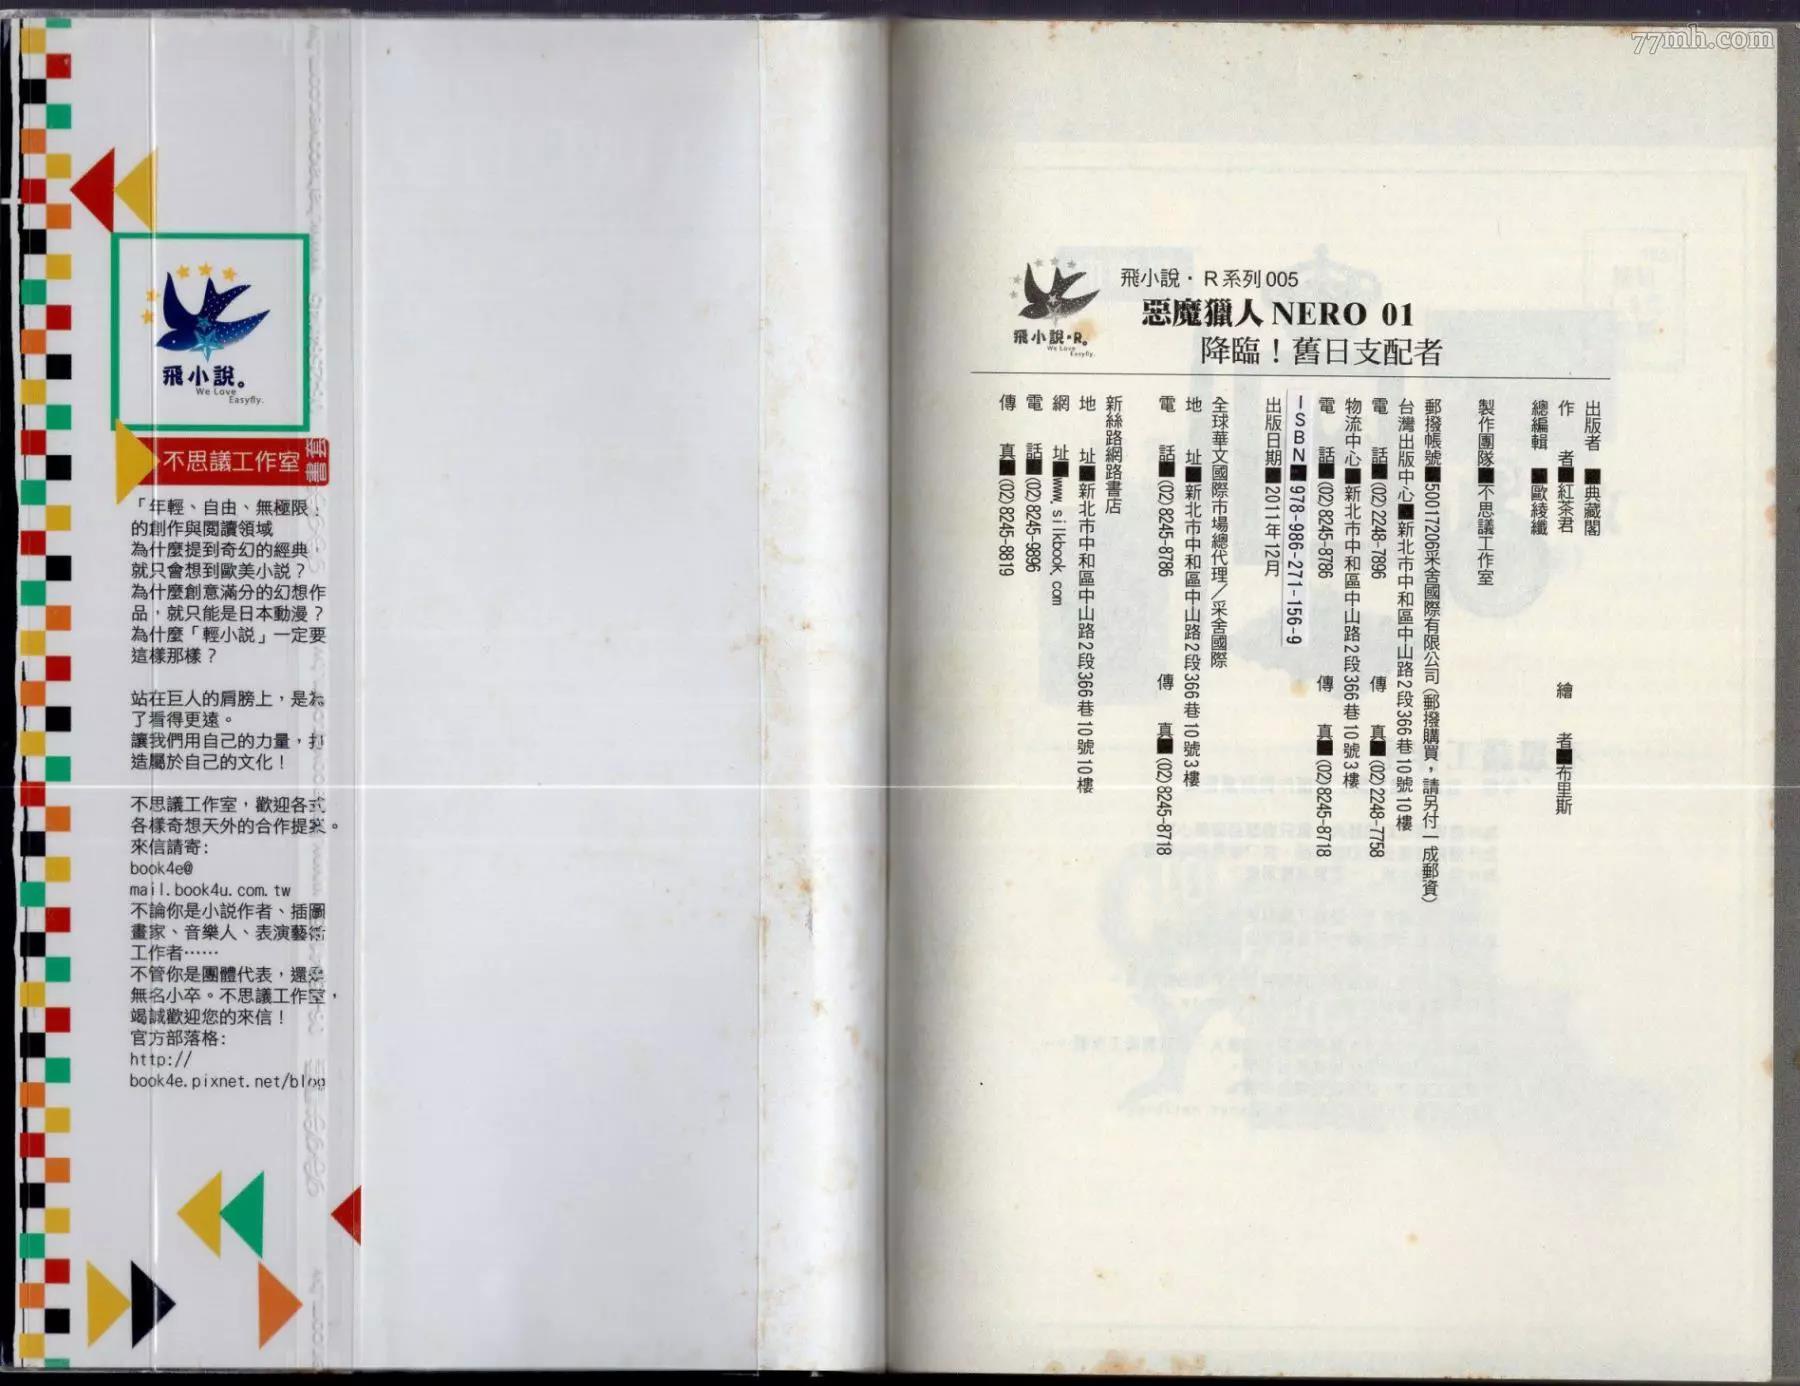 77mh.com
飛小說。
We Love
Easyfly.
不思議工作室
「年輕、自由、無極限」
的創作與閱讀領域
為什麼提到奇幻的經典，
就只會想到歐美小說？
為什麼創意滿分的幻想作
品，就只能是日本動漫？
為什麼「輕小說」一定要
這樣那樣？
站在巨人的肩膀上，是為
了看得更遠。
讓我們用自己的力量，打
造屬於自己的文化！
不思議工作室，歡迎各式
各樣奇想天外的合作提案。
來信請寄：
book4e@
mail.book4u.com.tw
不論你是小說作者、插圖
畫家、音樂人、表演藝術
工作者……
不管你是團體代表，還是
無名小卒。不思議工作室，
竭誠歡迎您的來信！
官方部落格：
http://
book4e.pixnet.net/blog
飛小說·R。
We Love
Easyfly.
飛小說·R系列005
惡魔獵人 NERO 01
降臨！舊日支配者
出版者■典藏閣
作 者■紅茶君 繪 者■布里斯
總編輯■歐綾纖
製作團隊■不思議工作室
郵撥帳號■50017206采舍國際有限公司(郵撥購買，請另付一成郵資)
台灣出版中心■新北市中和區中山路2段366巷10號10樓
電 話■(02)2248-7896 傳 真■(02)2248-7758
物流中心■新北市中和區中山路2段366巷10號3樓
電 話■(02)8245-8786 傳 真■(02)8245-8718
ISBN■978-986-271-156-9
出版日期■2011年12月
全球華文國際市場總代理／采舍國際
地 址■新北市中和區中山路2段366巷10號3樓
電 話■(02)8245-8786 傳 真■(02)8245-8718
新絲路網路書店
地 址■新北市中和區中山路2段366巷10號10樓
網 址■www.silkbook.com
電 話■(02)8245-9896
傳 真■(02)8245-8819